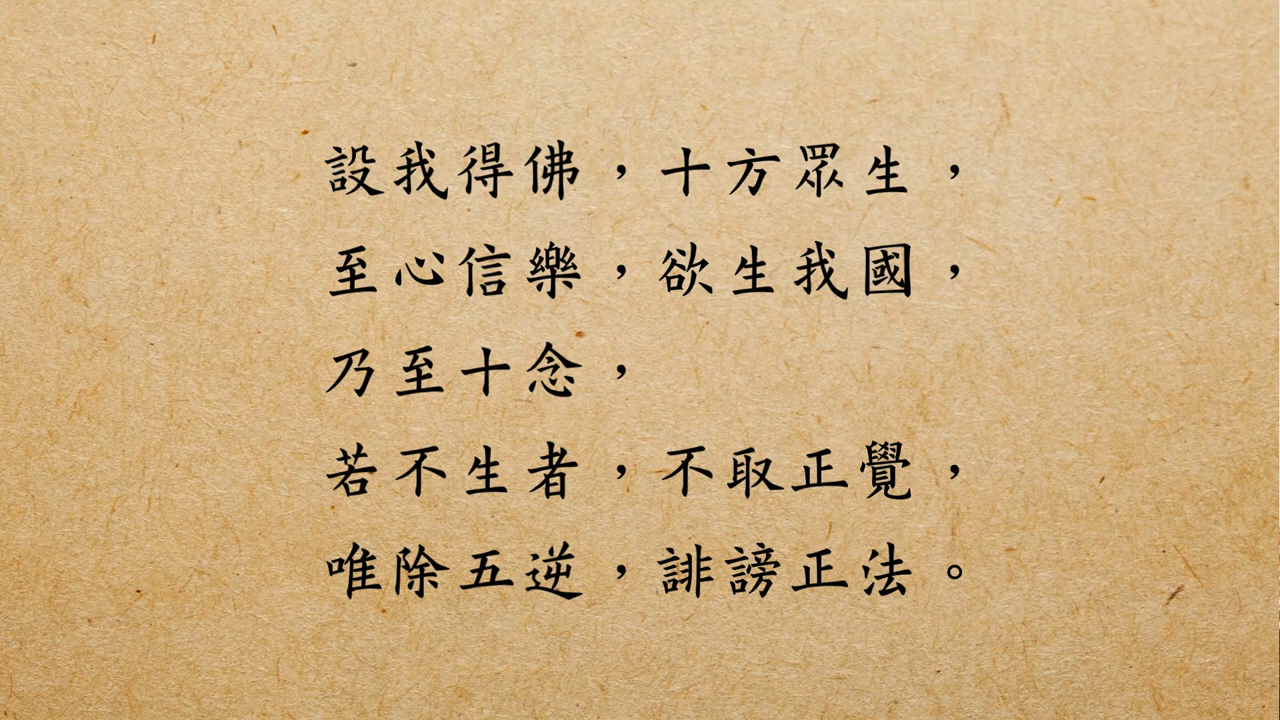 設我得佛，十方眾生，
至心信樂，欲生我國，
乃至十念，
若不生者，不取正覺，
唯除五逆，誹謗正法。